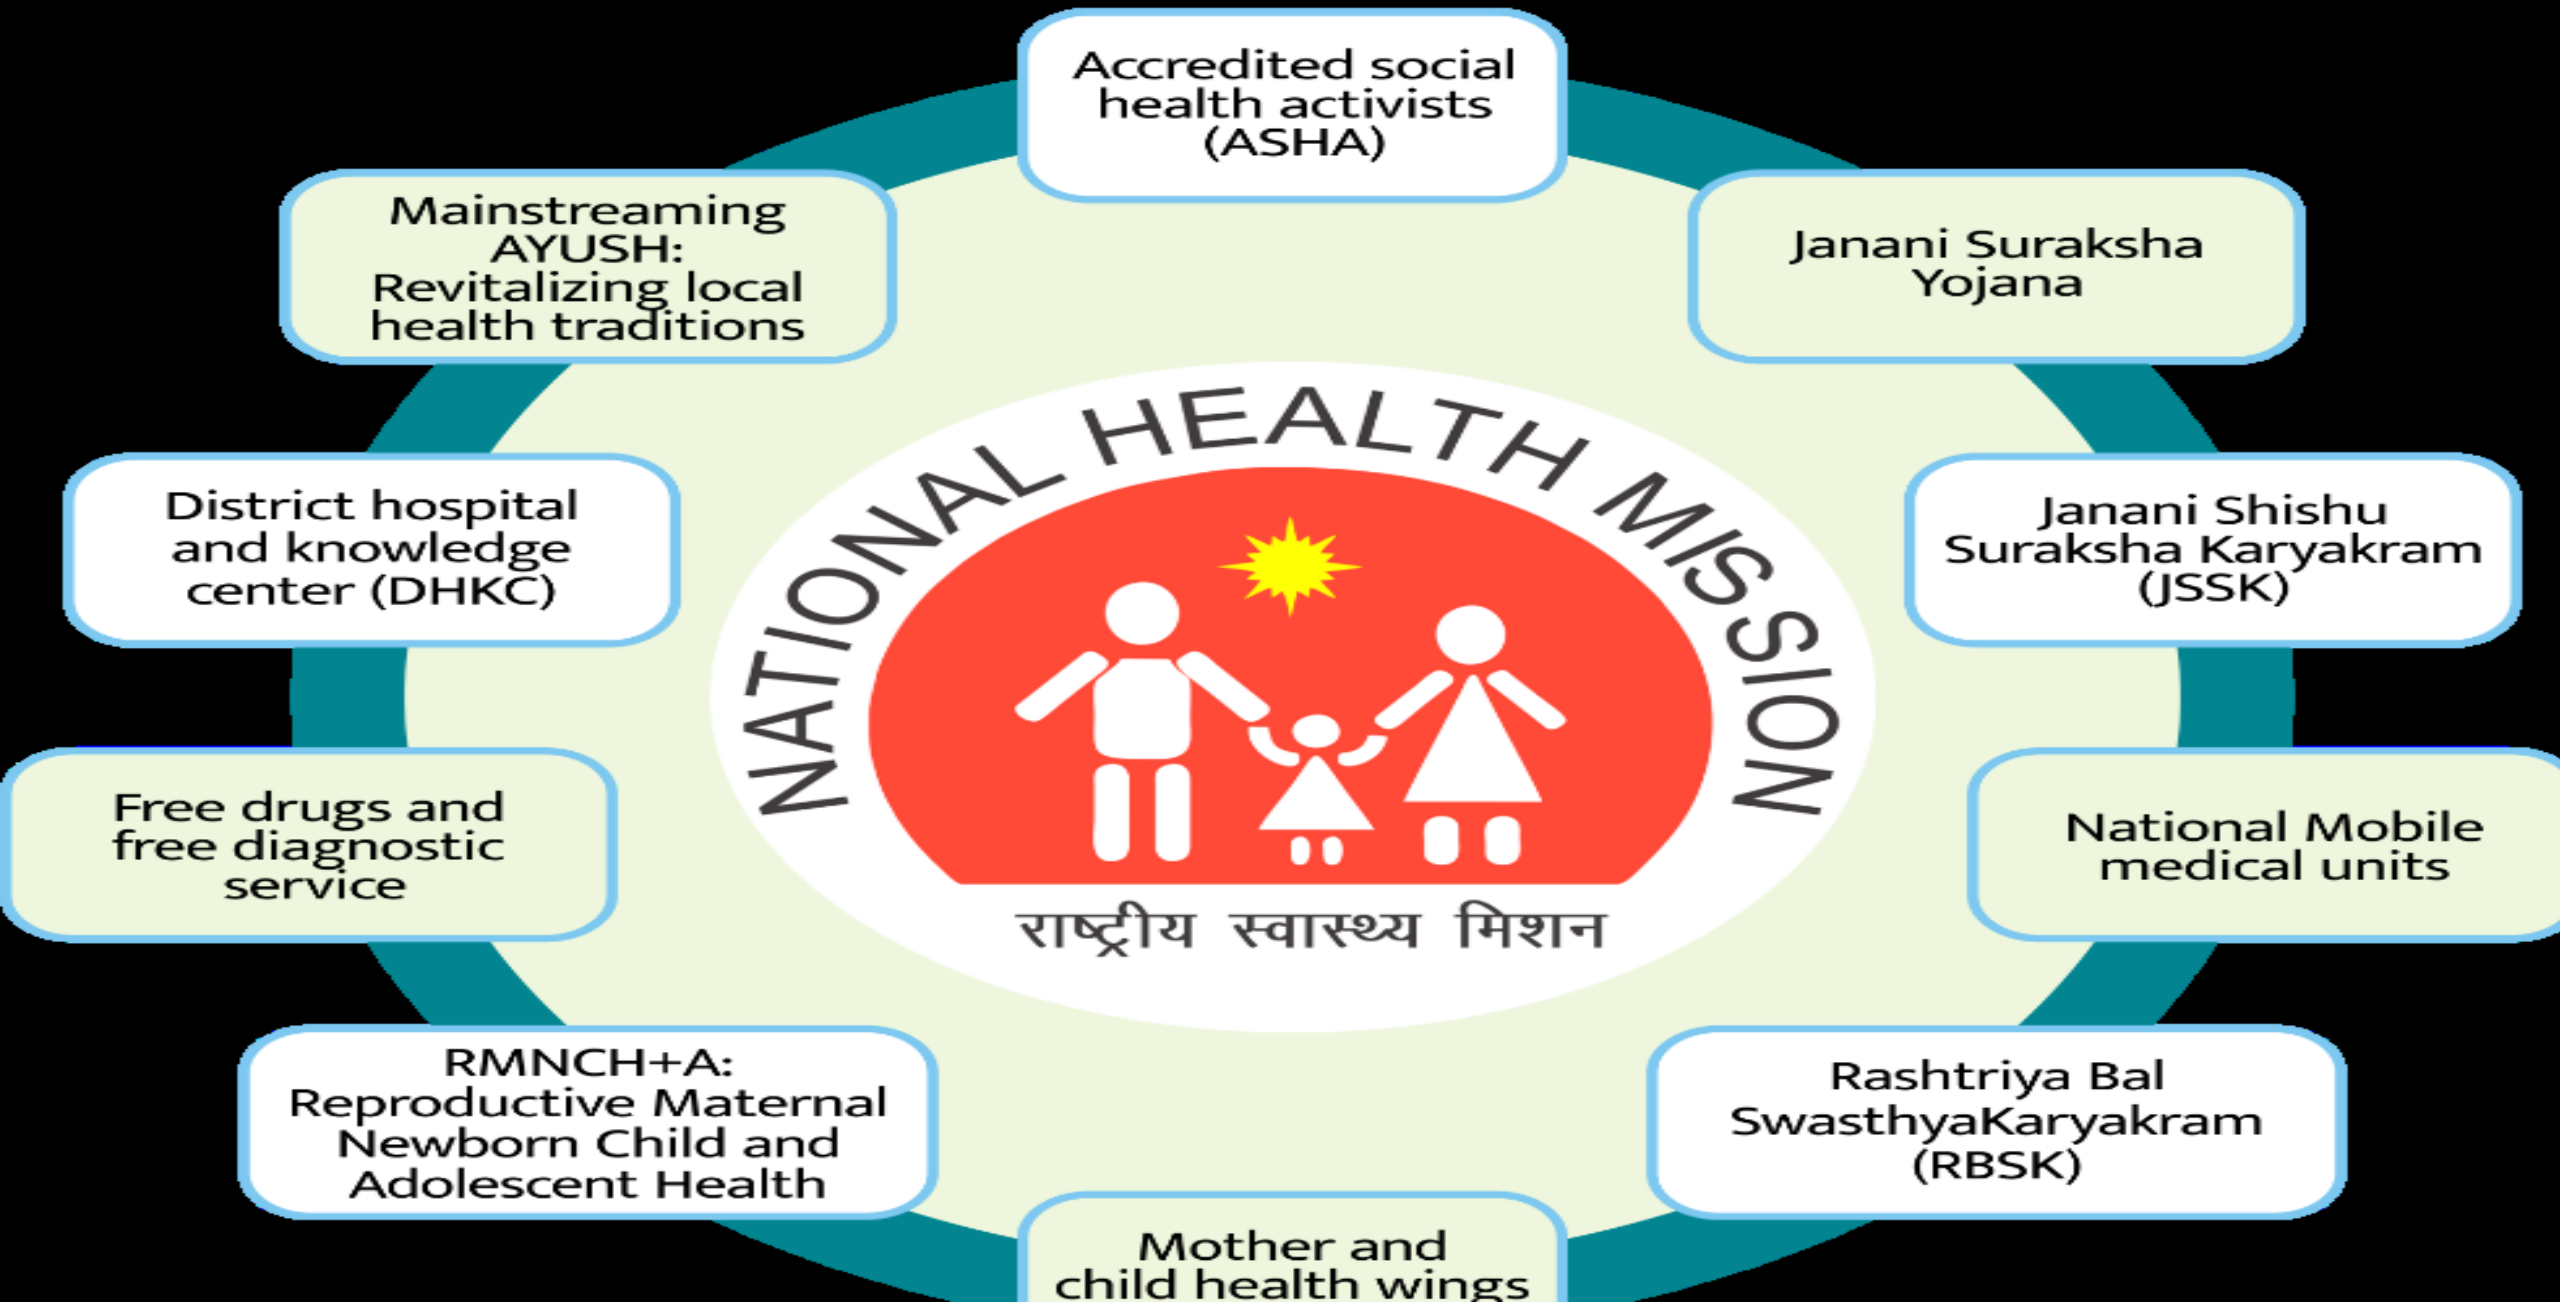 Accredited social
health activists
(ASHA)
Mainstreaming
AYUSH:
Revitalizing local
health traditions
Janani Suraksha
Yojana
District hospital
and knowledge
center (DHKC)
NATIONAL HEALTH MISSION
Janani Shishu
Suraksha Karyakram
(JSSK)
Free drugs and
free diagnostic
service
National Mobile
medical units
राष्ट्रीय स्वास्थ्य मिशन
RMNCH+A:
Reproductive Maternal
Newborn Child and
Adolescent Health
Rashtriya Bal
SwasthyaKaryakram
(RBSK)
Mother and
child health wings